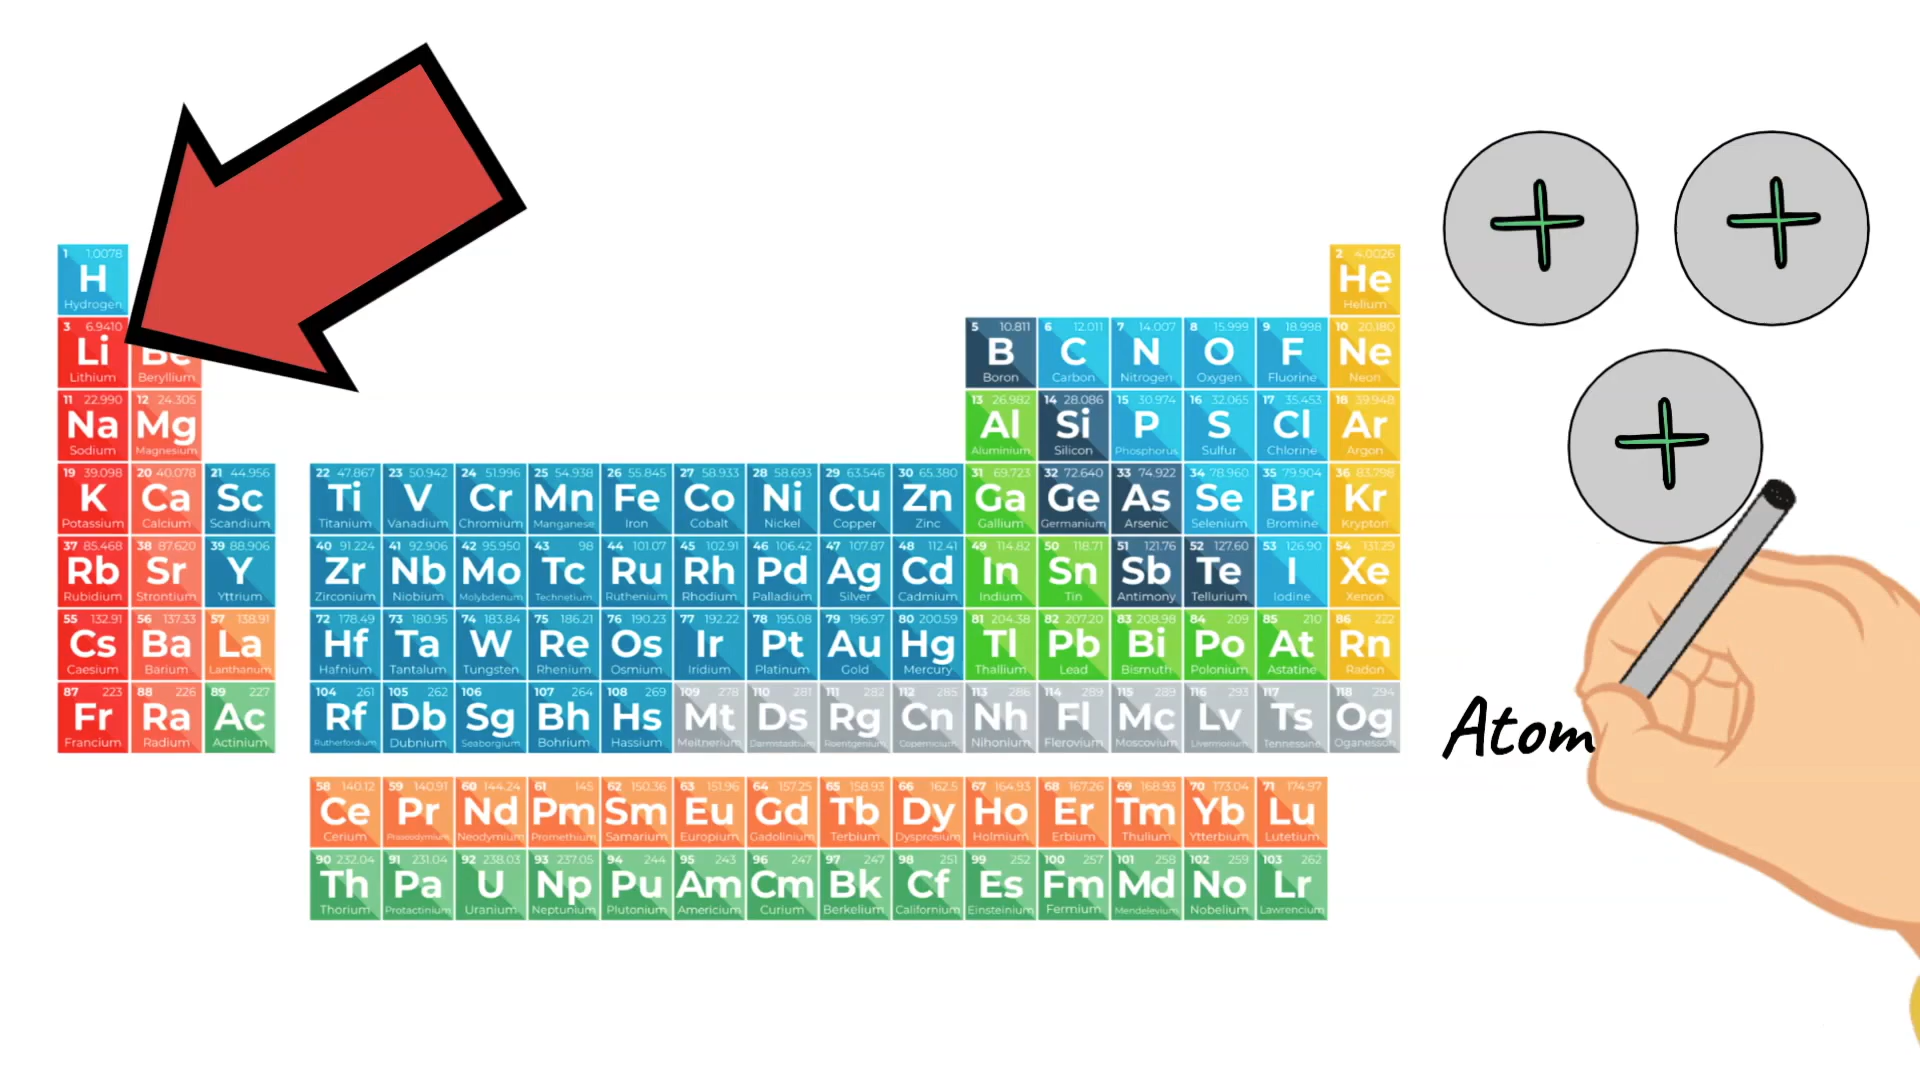 1 1.0078 H Hydrogen
2 4.0026 He Helium
3 6.9410 Li Lithium
Be Beryllium
5 10.811 B Boron
6 12.011 C Carbon
7 14.007 N Nitrogen
8 15.999 O Oxygen
9 18.998 F Fluorine
10 20.180 Ne Neon
11 22.990 Na Sodium
12 24.305 Mg Magnesium
13 26.982 Al Aluminium
14 28.086 Si Silicon
15 30.974 P Phosphorus
16 32.065 S Sulfur
17 35.453 Cl Chlorine
18 39.948 Ar Argon
19 39.098 K Potassium
20 40.078 Ca Calcium
21 44.956 Sc Scandium
22 47.867 Ti Titanium
23 50.942 V Vanadium
24 51.996 Cr Chromium
25 54.938 Mn Manganese
26 55.845 Fe Iron
27 58.933 Co Cobalt
28 58.693 Ni Nickel
29 63.546 Cu Copper
30 65.380 Zn Zinc
31 69.723 Ga Gallium
32 72.640 Ge Germanium
33 74.922 As Arsenic
34 78.960 Se Selenium
35 79.904 Br Bromine
36 83.798 Kr Krypton
37 85.468 Rb Rubidium
38 87.620 Sr Strontium
39 88.906 Y Yttrium
40 91.224 Zr Zirconium
41 92.906 Nb Niobium
42 95.950 Mo Molybdenum
43 98 Tc Technetium
44 101.07 Ru Ruthenium
45 102.91 Rh Rhodium
46 106.42 Pd Palladium
47 107.87 Ag Silver
48 112.41 Cd Cadmium
49 114.82 In Indium
50 118.71 Sn Tin
51 121.76 Sb Antimony
52 127.60 Te Tellurium
53 126.90 I Iodine
54 131.29 Xe Xenon
55 132.91 Cs Caesium
56 137.33 Ba Barium
57 138.91 La Lanthanum
72 178.49 Hf Hafnium
73 180.95 Ta Tantalum
74 183.84 W Tungsten
75 186.21 Re Rhenium
76 190.23 Os Osmium
77 192.22 Ir Iridium
78 195.08 Pt Platinum
79 196.97 Au Gold
80 200.59 Hg Mercury
81 204.38 Tl Thallium
82 207.20 Pb Lead
83 208.98 Bi Bismuth
84 209 Po Polonium
85 210 At Astatine
86 222 Rn Radon
87 223 Fr Francium
88 226 Ra Radium
89 227 Ac Actinium
104 261 Rf Rutherfordium
105 262 Db Dubnium
106 Sg Seaborgium
107 264 Bh Bohrium
108 269 Hs Hassium
109 278 Mt Meitnerium
110 281 Ds Darmstadtium
111 282 Rg Roentgenium
112 285 Cn Copernicium
113 286 Nh Nihonium
114 289 Fl Flerovium
115 289 Mc Moscovium
116 293 Lv Livermorium
117 Ts Tennessine
118 294 Og Oganesson
Atom
58 140.12 Ce Cerium
59 140.91 Pr Praseodymium
60 144.24 Nd Neodymium
61 145 Pm Promethium
62 150.36 Sm Samarium
63 151.96 Eu Europium
64 157.25 Gd Gadolinium
65 158.93 Tb Terbium
66 162.5 Dy Dysprosium
67 164.93 Ho Holmium
68 167.26 Er Erbium
69 168.93 Tm Thulium
70 173.04 Yb Ytterbium
71 174.97 Lu Lutetium
90 232.04 Th Thorium
91 231.04 Pa Protactinium
92 238.03 U Uranium
93 237.05 Np Neptunium
94 244 Pu Plutonium
95 243 Am Americium
96 247 Cm Curium
97 247 Bk Berkelium
98 251 Cf Californium
99 252 Es Einsteinium
100 257 Fm Fermium
101 258 Md Mendelevium
102 259 No Nobelium
103 262 Lr Lawrencium